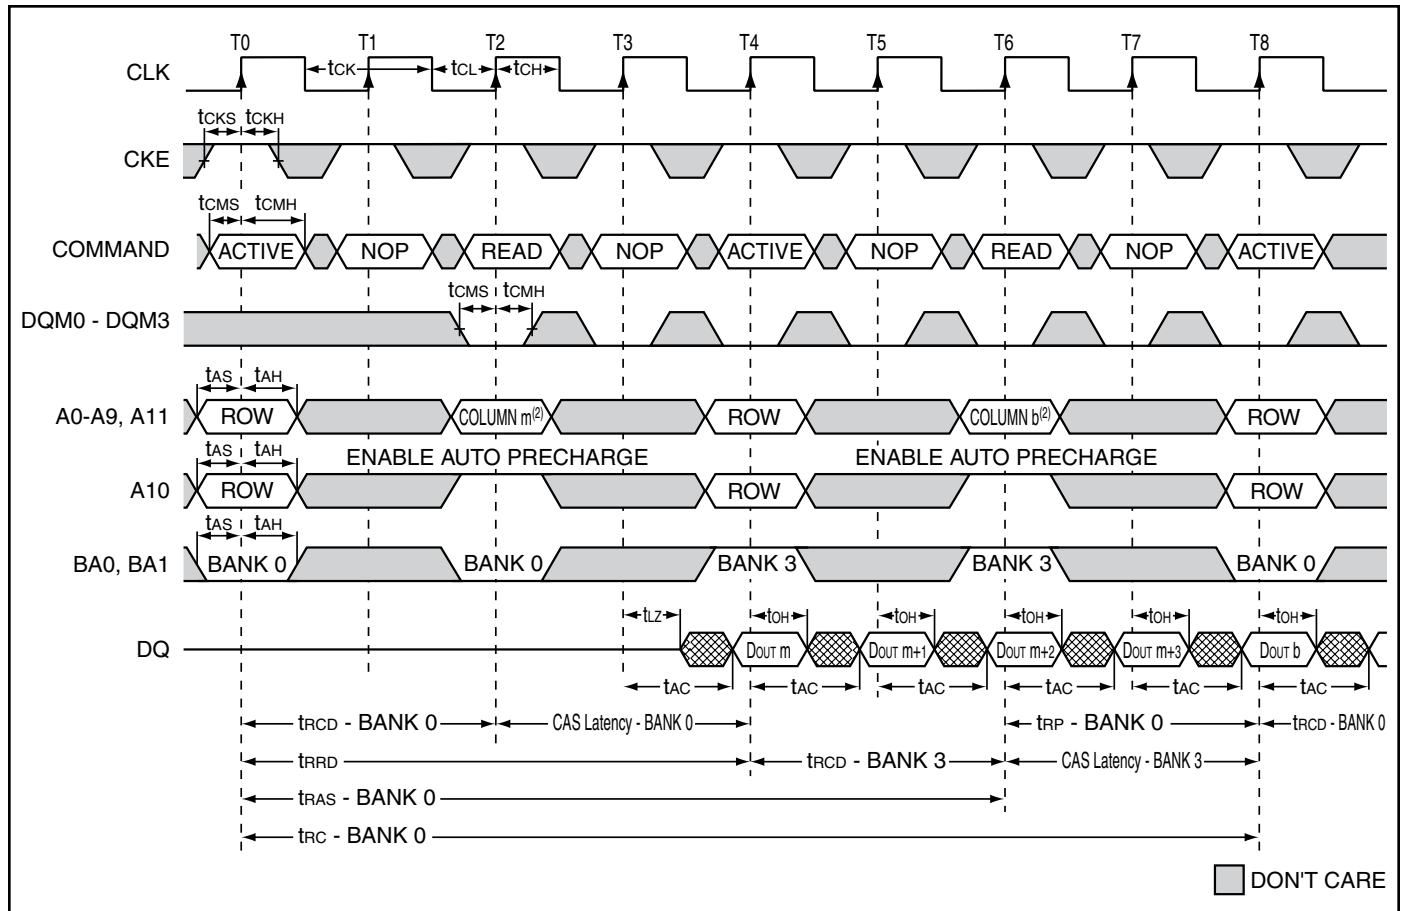 T0 T1 T2 T3 T4 T5 T6 T7 T8
CLK tCK tCL tCH
tCKS tCKH
CKE
tCMS tCMH
COMMAND ACTIVE NOP READ NOP ACTIVE NOP READ NOP ACTIVE
tCMS tCMH
DQM0 - DQM3
tAS tAH
A0-A9, A11 ROW COLUMN m(2) ROW COLUMN b(2) ROW
tAS tAH ENABLE AUTO PRECHARGE ENABLE AUTO PRECHARGE
A10 ROW ROW ROW
tAS tAH
BA0, BA1 BANK 0 BANK 0 BANK 3 BANK 3 BANK 0
tLZ tOH tOH tOH tOH tOH
DQ DOUT m DOUT m+1 DOUT m+2 DOUT m+3 DOUT b
tAC tAC tAC tAC tAC tAC
tRCD - BANK 0 CAS Latency - BANK 0 tRP - BANK 0 tRCD - BANK 0
tRRD tRCD - BANK 3 CAS Latency - BANK 3
tRAS - BANK 0
tRC - BANK 0
DON'T CARE